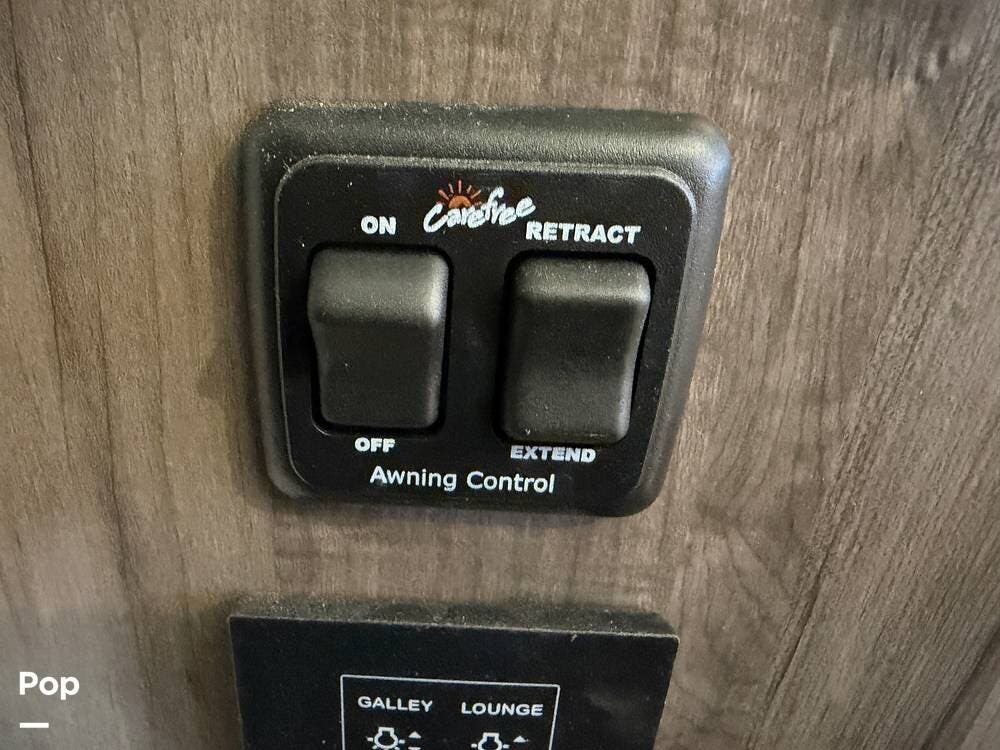 Carefree
ON RETRACT
OFF EXTEND
Awning Control
GALLEY LOUNGE
Pop